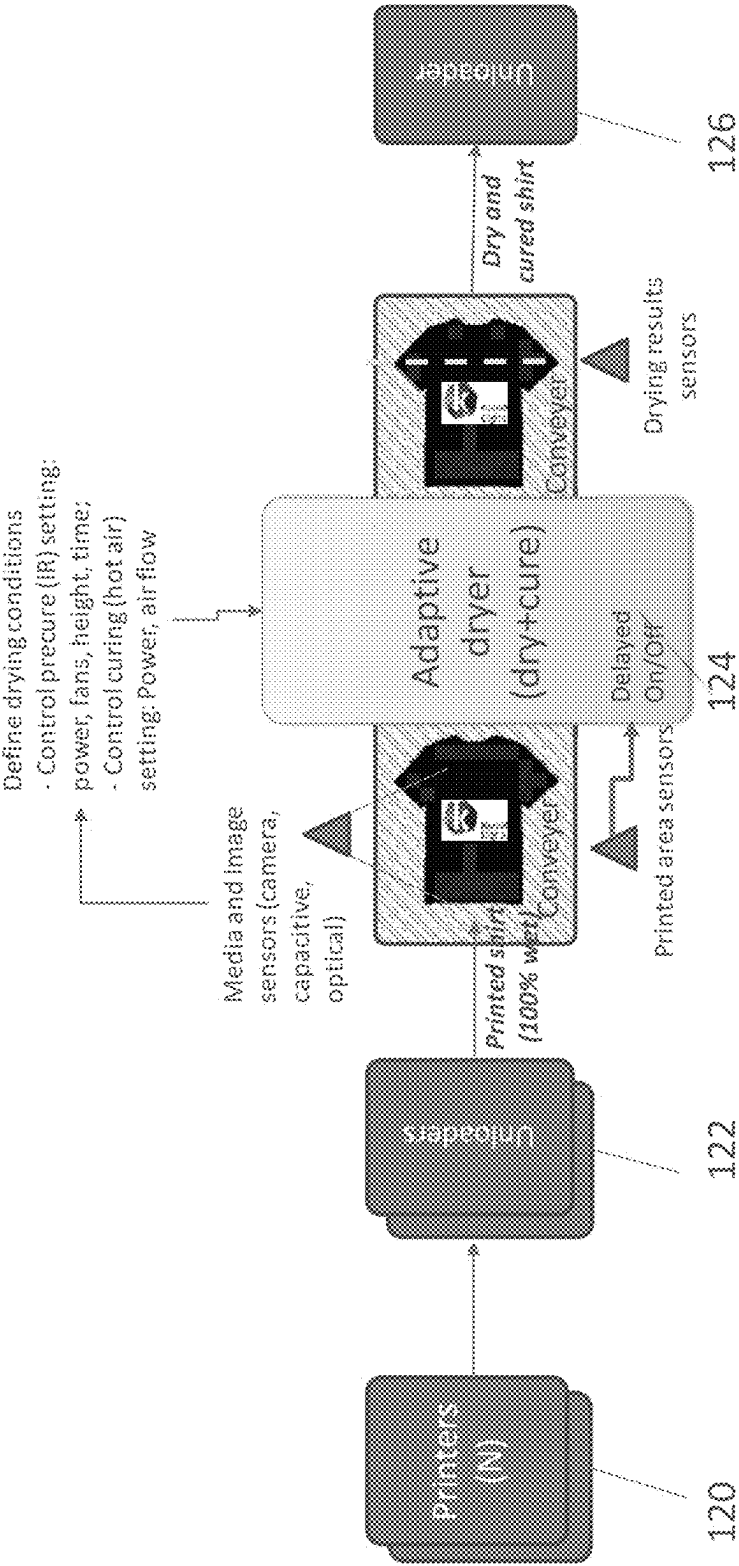 Define drying conditions
- Control precure (IR) setting:
power, fans, height, time;
- Control curing (hot air)
setting: Power, air flow
Media and image
sensors (camera,
capacitive,
optical)
Printers
(N)
Unloaders
Printed shirt
(100% wet)
Conveyer
Adaptive
dryer
(dry+cure)
Delayed
On/Off
Conveyer
Dry and
cured shirt
Unloader
Printed area sensors
Drying results
sensors
120
122
124
126